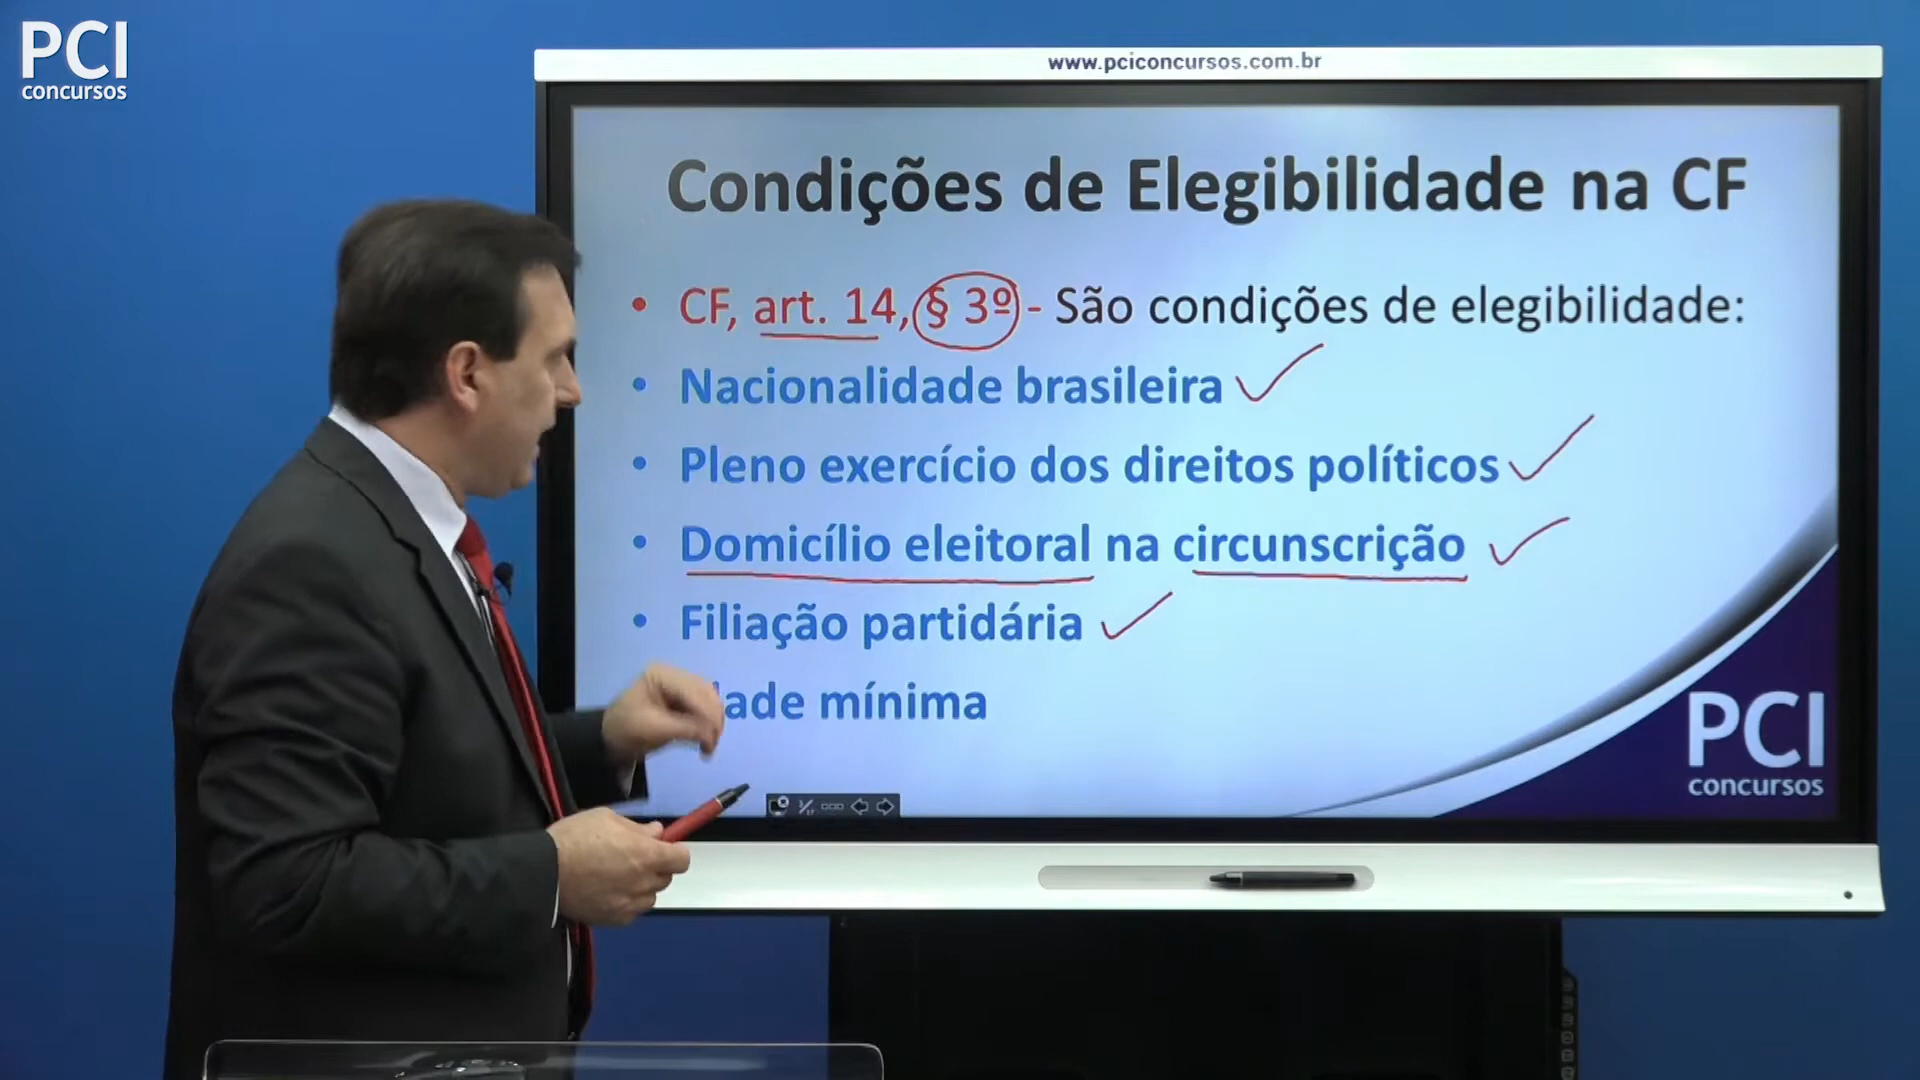 PCI
concursos
www.pciconcursos.com.br
Condições de Elegibilidade na CF
• CF, art. 14, § 3º - São condições de elegibilidade:
• Nacionalidade brasileira
• Pleno exercício dos direitos políticos
• Domicílio eleitoral na circunscrição
• Filiação partidária
dade mínima
PCI
concursos